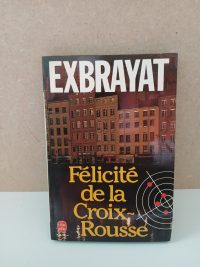 EXBRAYAT
Félicité
de la
Croix-
Rousse